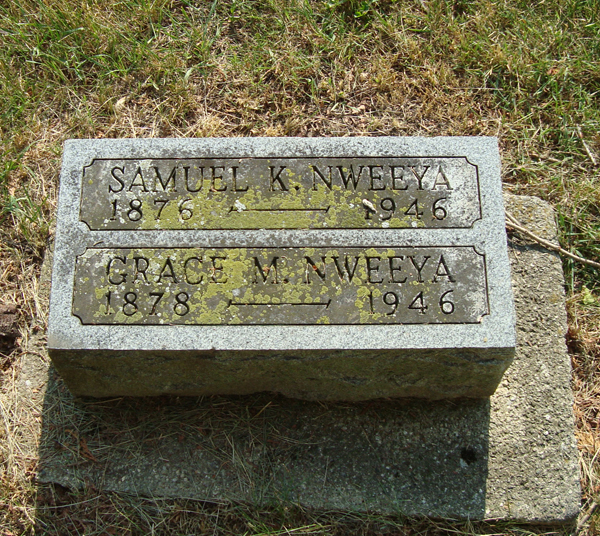 SAMUEL K. NWEEYA
1876 — 1946
GRACE M. NWEEYA
1878 — 1946